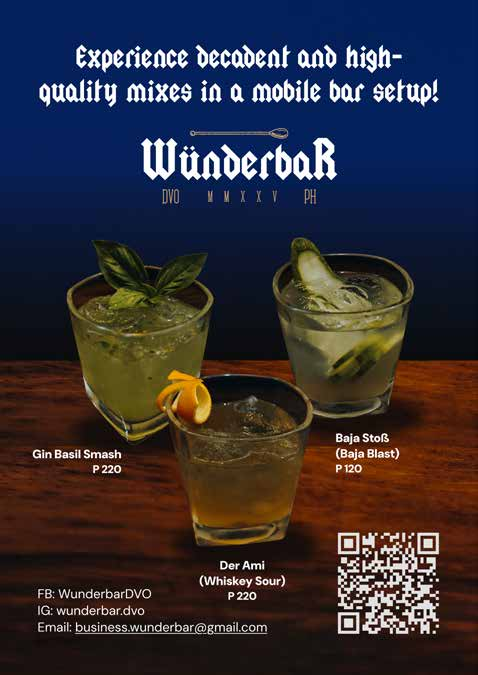 Experience decadent and high-
quality mixes in a mobile bar setup!
WünderbaR
DVO MMXXV PH
Gin Basil Smash
P 220
Baja Stoß
(Baja Blast)
P 120
Der Ami
(Whiskey Sour)
P 220
FB: WunderbarDVO
IG: wunderbar.dvo
Email: business.wunderbar@gmail.com